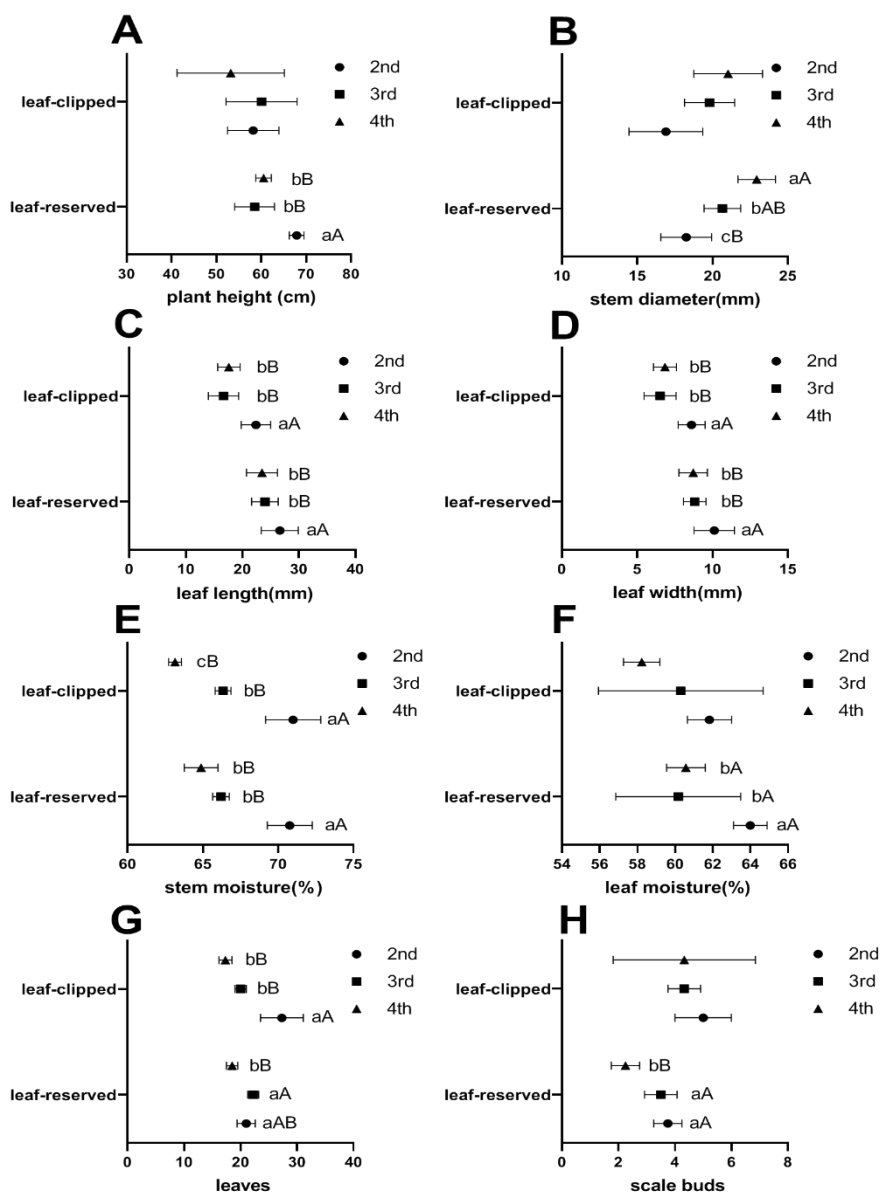 A
2nd
3rd
4th
leaf-clipped
leaf-reserved
bB
bB
aA
30 40 50 60 70 80
plant height (cm)
B
2nd
3rd
4th
leaf-clipped
leaf-reserved
aA
bAB
cB
10 15 20 25
stem diameter(mm)
C
2nd
3rd
4th
leaf-clipped
bB
bB
aA
leaf-reserved
bB
bB
aA
0 10 20 30 40
leaf length(mm)
D
2nd
3rd
4th
leaf-clipped
bB
bB
aA
leaf-reserved
bB
bB
aA
0 5 10 15
leaf width(mm)
E
2nd
3rd
4th
leaf-clipped
cB
bB
aA
leaf-reserved
bB
bB
aA
60 65 70 75
stem moisture(%)
F
2nd
3rd
4th
leaf-clipped
leaf-reserved
bA
bA
aA
54 56 58 60 62 64 66
leaf moisture(%)
G
2nd
3rd
4th
leaf-clipped
bB
bB
aA
leaf-reserved
bB
aA
aAB
0 10 20 30 40
leaves
H
2nd
3rd
4th
leaf-clipped
leaf-reserved
bB
aA
aA
0 2 4 6 8
scale buds